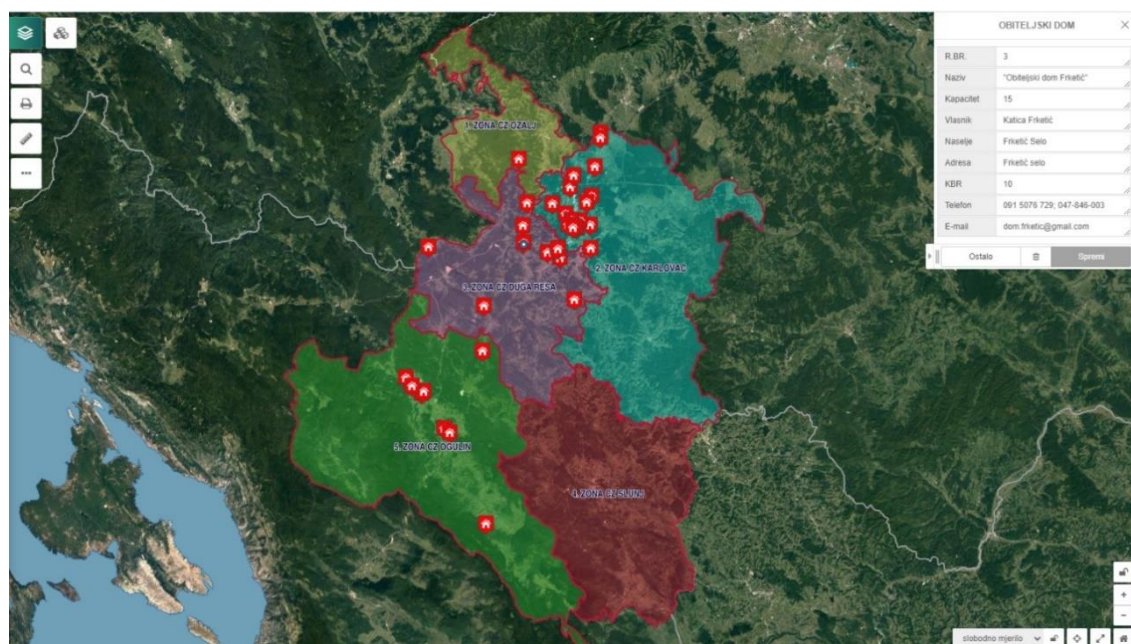 OBITELJSKI DOM
R.BR. 3
Naziv "Obiteljski dom Frketić"
Kapacitet 15
Vlasnik Katica Frketić
Naselje Frketić Selo
Adresa Frketić selo
KBR 10
Telefon 091 5076 729; 047-846-003
E-mail dom.frketic@gmail.com
Ostalo Spremi
1. ZONA CZ OZALJ
2. ZONA CZ KARLOVAC
3. ZONA CZ DUGA RESA
5. ZONA CZ OGULIN
4. ZONA CZ SLUNJ
slobodno mjerilo